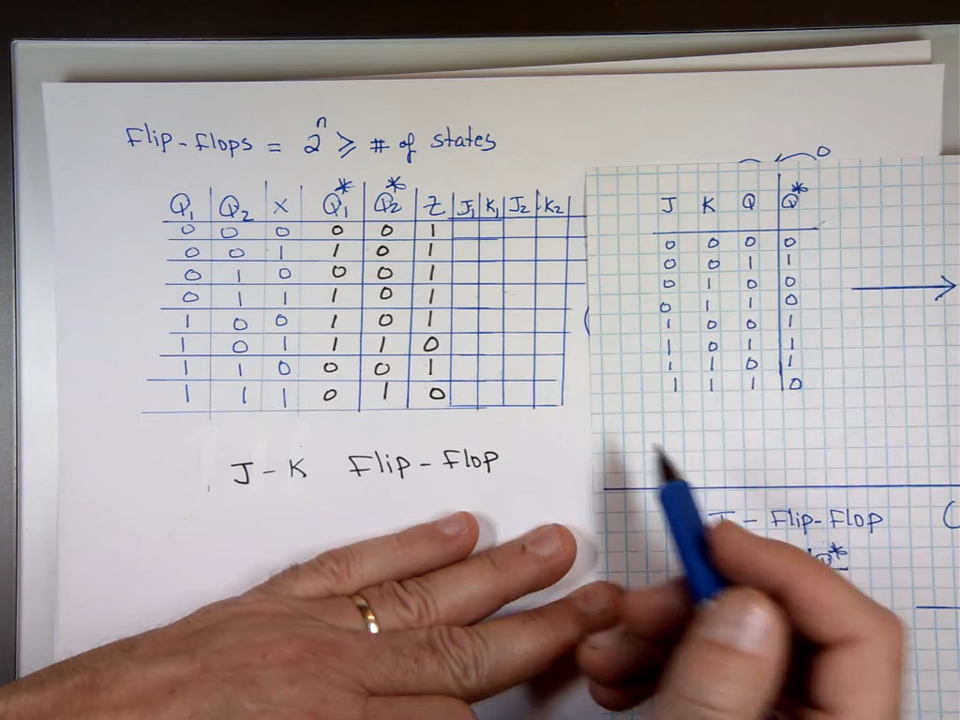 Flip-Flops = 2^n ≥ # of states
Q1 Q2 X Q1* Q2* Z J1 K1 J2 K2
0 0 0 0 0 1
0 0 1 1 0 1
0 1 0 0 0 1
0 1 1 1 0 1
1 0 0 1 0 1
1 0 1 1 1 0
1 1 0 0 0 1
1 1 1 0 1 0
J-K Flip-Flop
0
J K Q Q*
0 0 0 0
0 0 1 1
0 1 0 0
0 1 1 0
1 0 0 1
1 0 1 1
1 1 0 1
1 1 1 0
- Flip-Flop
Q*